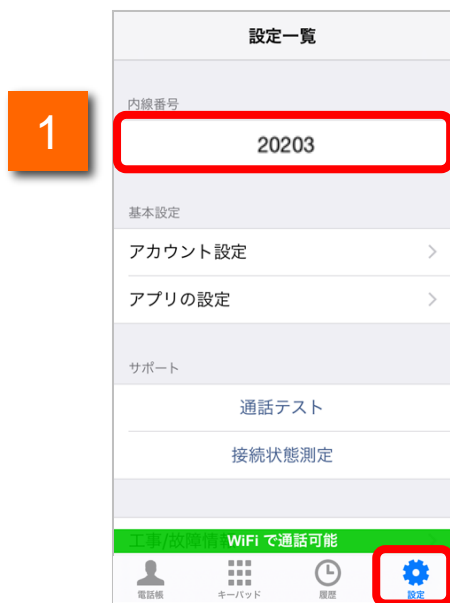 設定一覧
1
内線番号
20203
基本設定
アカウント設定
アプリの設定
サポート
通話テスト
接続状態測定
工事/故障情報
WiFi で通話可能
電話帳 キーパッド 履歴 設定